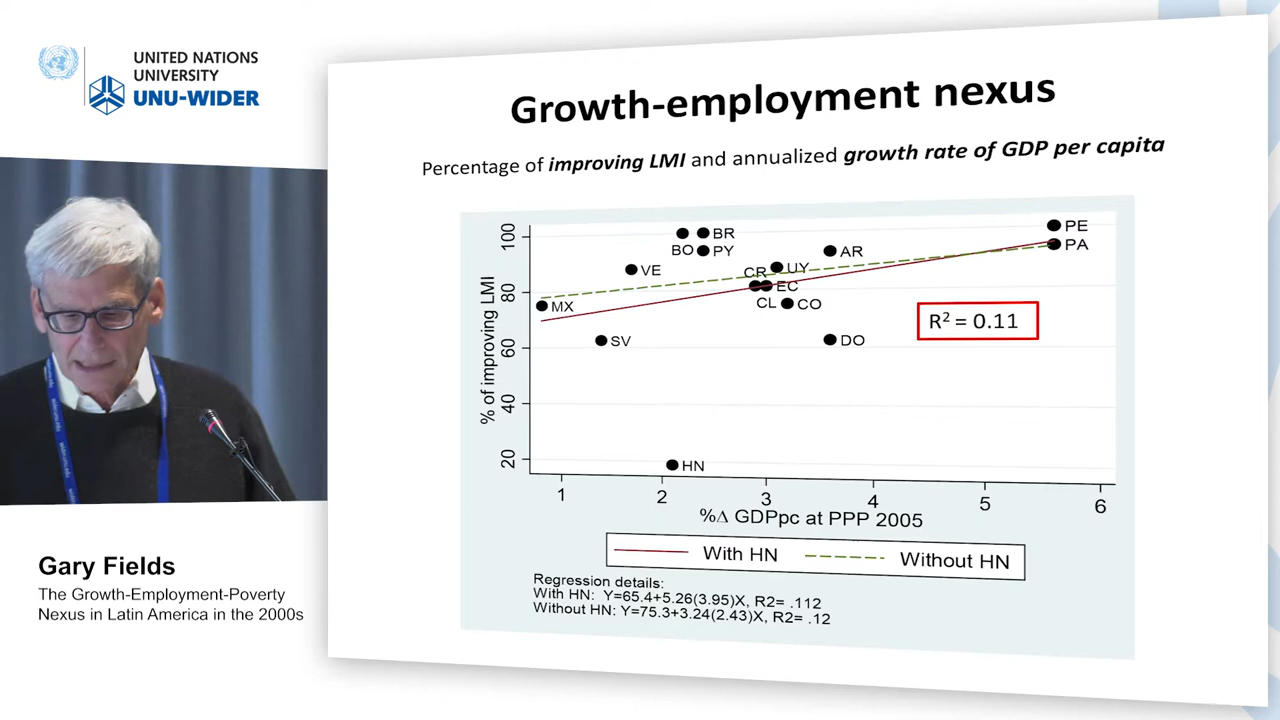 UNITED NATIONS
UNIVERSITY
UNU-WIDER
Growth-employment nexus
Percentage of improving LMI and annualized growth rate of GDP per capita
% of improving LMI
100
80
60
40
20
BO
BR
PY
VE
MX
SV
HN
CR
UY
EC
CL
CO
AR
DO
PE
PA
R² = 0.11
1
2
3
4
5
6
%Δ GDPpc at PPP 2005
With HN
Without HN
Regression details:
With HN: Y=65.4+5.26(3.95)X, R2= .112
Without HN: Y=75.3+3.24(2.43)X, R2= .12
Gary Fields
The Growth-Employment-Poverty
Nexus in Latin America in the 2000s